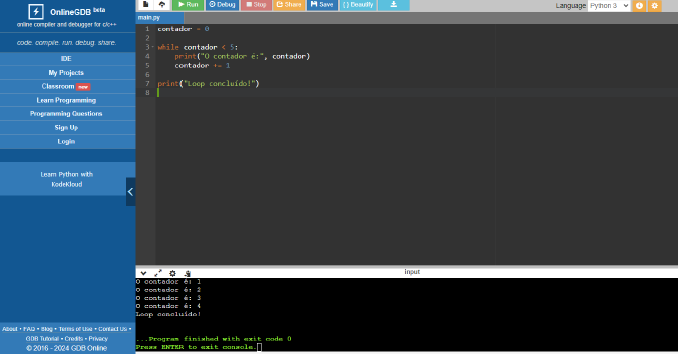 OnlineGDB beta
online compiler and debugger for c/c++
code. compile. run. debug. share.
IDE
My Projects
Classroom new
Learn Programming
Programming Questions
Sign Up
Login
Learn Python with
KodeKloud
About • FAQ • Blog • Terms of Use • Contact Us •
GDB Tutorial • Credits • Privacy
© 2016 - 2024 GDB Online
Run Debug Stop Share Save {} Beautify
Language Python 3
main.py
1 contador = 0
2
3 while contador < 5:
4 print("O contador é:", contador)
5 contador += 1
6
7 print("Loop concluído!")
8
input
O contador é: 1
O contador é: 2
O contador é: 3
O contador é: 4
Loop concluído!
...Program finished with exit code 0
Press ENTER to exit console.